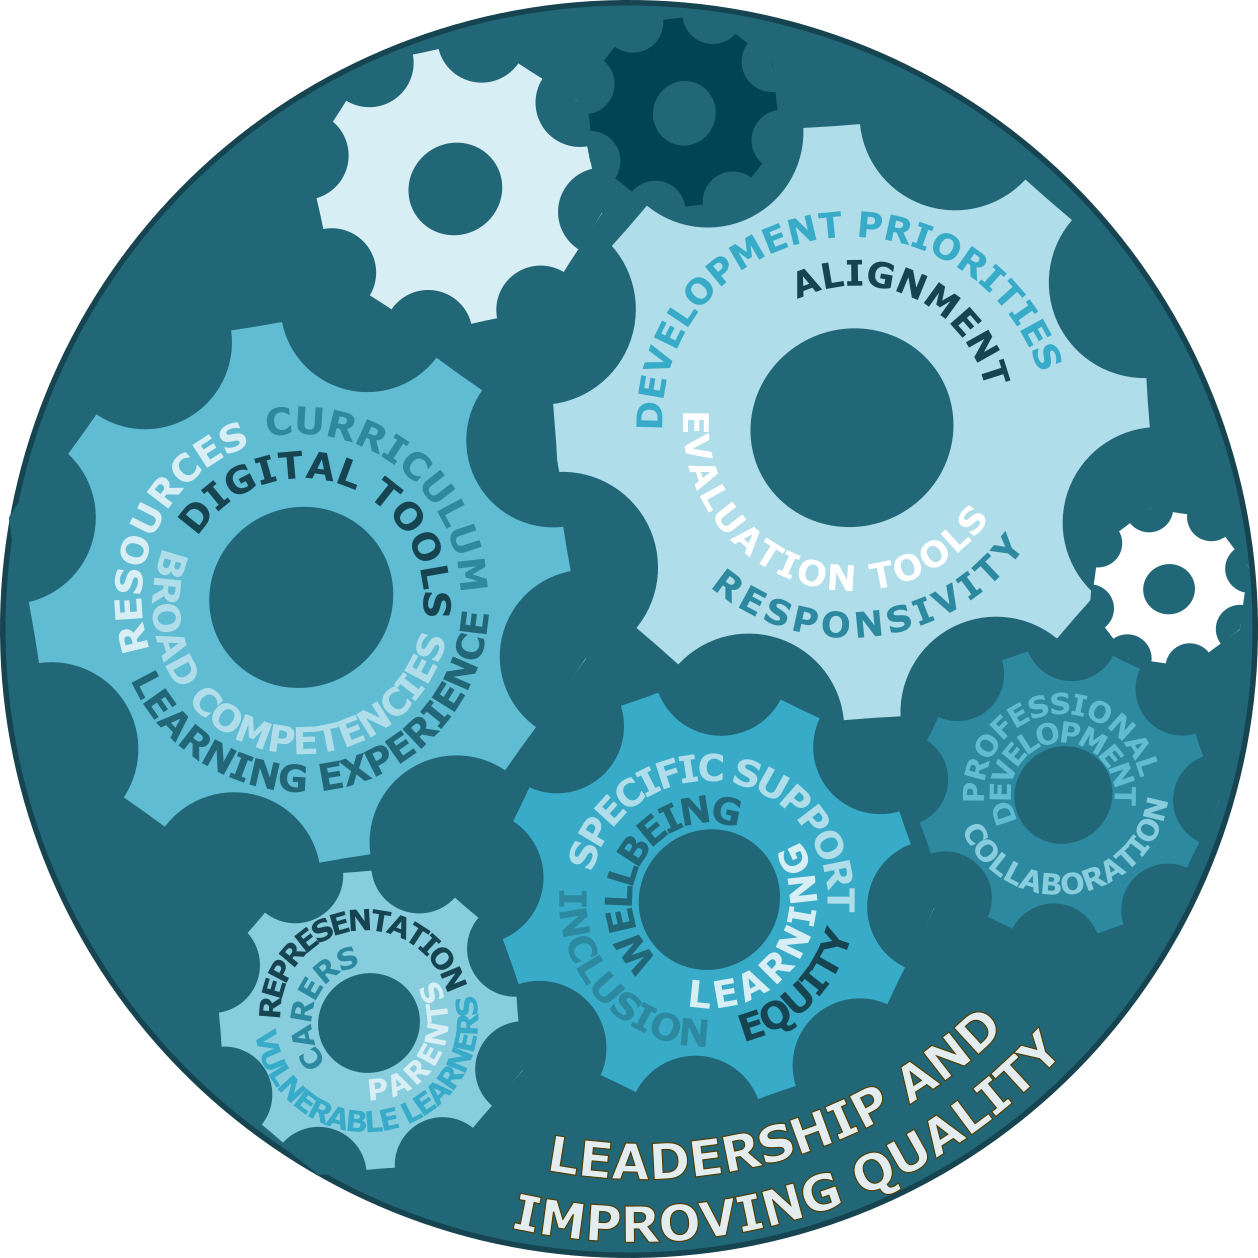 DEVELOPMENT PRIORITIES
ALIGNMENT
EVALUATION TOOLS
RESPONSIVITY
RESOURCES
CURRICULUM
DIGITAL TOOLS
BROAD COMPETENCIES
LEARNING EXPERIENCE
SPECIFIC SUPPORT
WELLBEING
LEARNING
INCLUSION
EQUITY
PROFESSIONAL
DEVELOPMENT
COLLABORATION
REPRESENTATION
CAREERS
PARENTS
VULNERABLE LEARNERS
LEADERSHIP AND
IMPROVING QUALITY